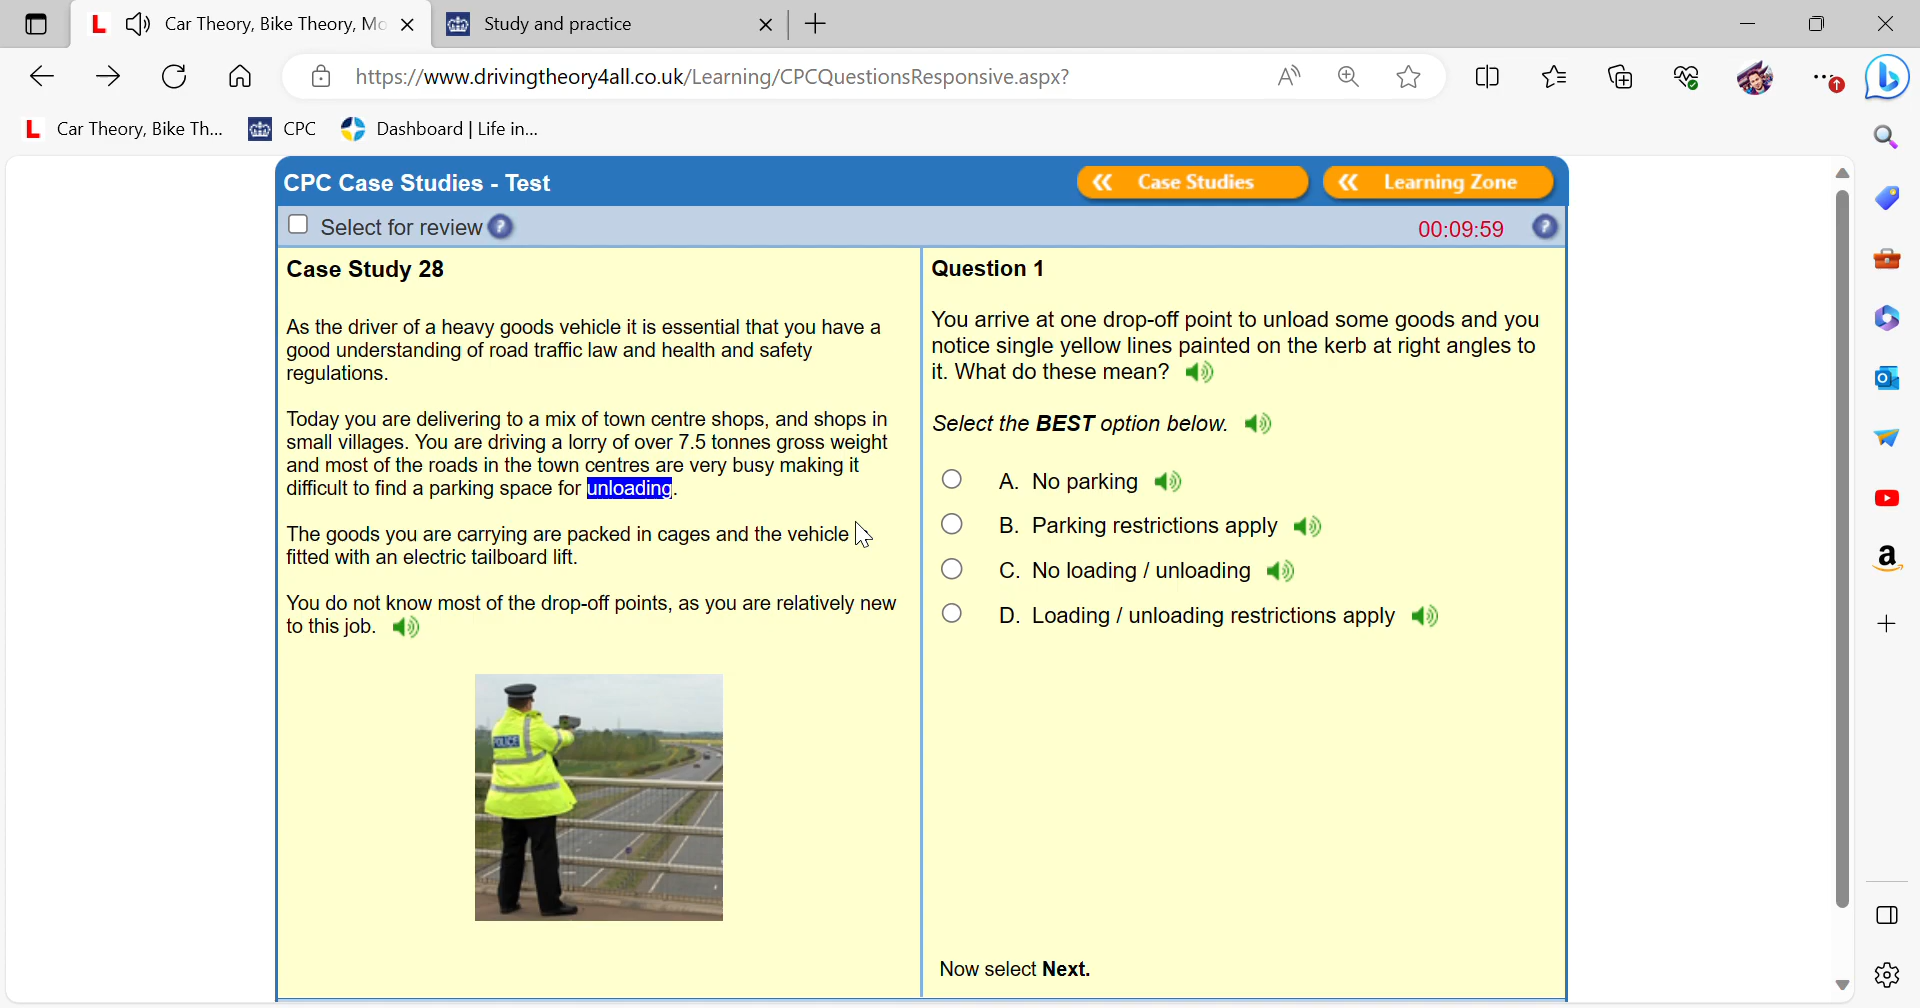 Car Theory, Bike Theory, Mo
Study and practice
https://www.drivingtheory4all.co.uk/Learning/CPCQuestionsResponsive.aspx?
Car Theory, Bike Th...
CPC
Dashboard | Life in...
CPC Case Studies - Test
Case Studies
Learning Zone
Select for review
00:09:59
Case Study 28
As the driver of a heavy goods vehicle it is essential that you have a
good understanding of road traffic law and health and safety
regulations.
Today you are delivering to a mix of town centre shops, and shops in
small villages. You are driving a lorry of over 7.5 tonnes gross weight
and most of the roads in the town centres are very busy making it
difficult to find a parking space for unloading.
The goods you are carrying are packed in cages and the vehicle
fitted with an electric tailboard lift.
You do not know most of the drop-off points, as you are relatively new
to this job.
POLICE
Question 1
You arrive at one drop-off point to unload some goods and you
notice single yellow lines painted on the kerb at right angles to
it. What do these mean?
Select the BEST option below.
A. No parking
B. Parking restrictions apply
C. No loading / unloading
D. Loading / unloading restrictions apply
Now select Next.